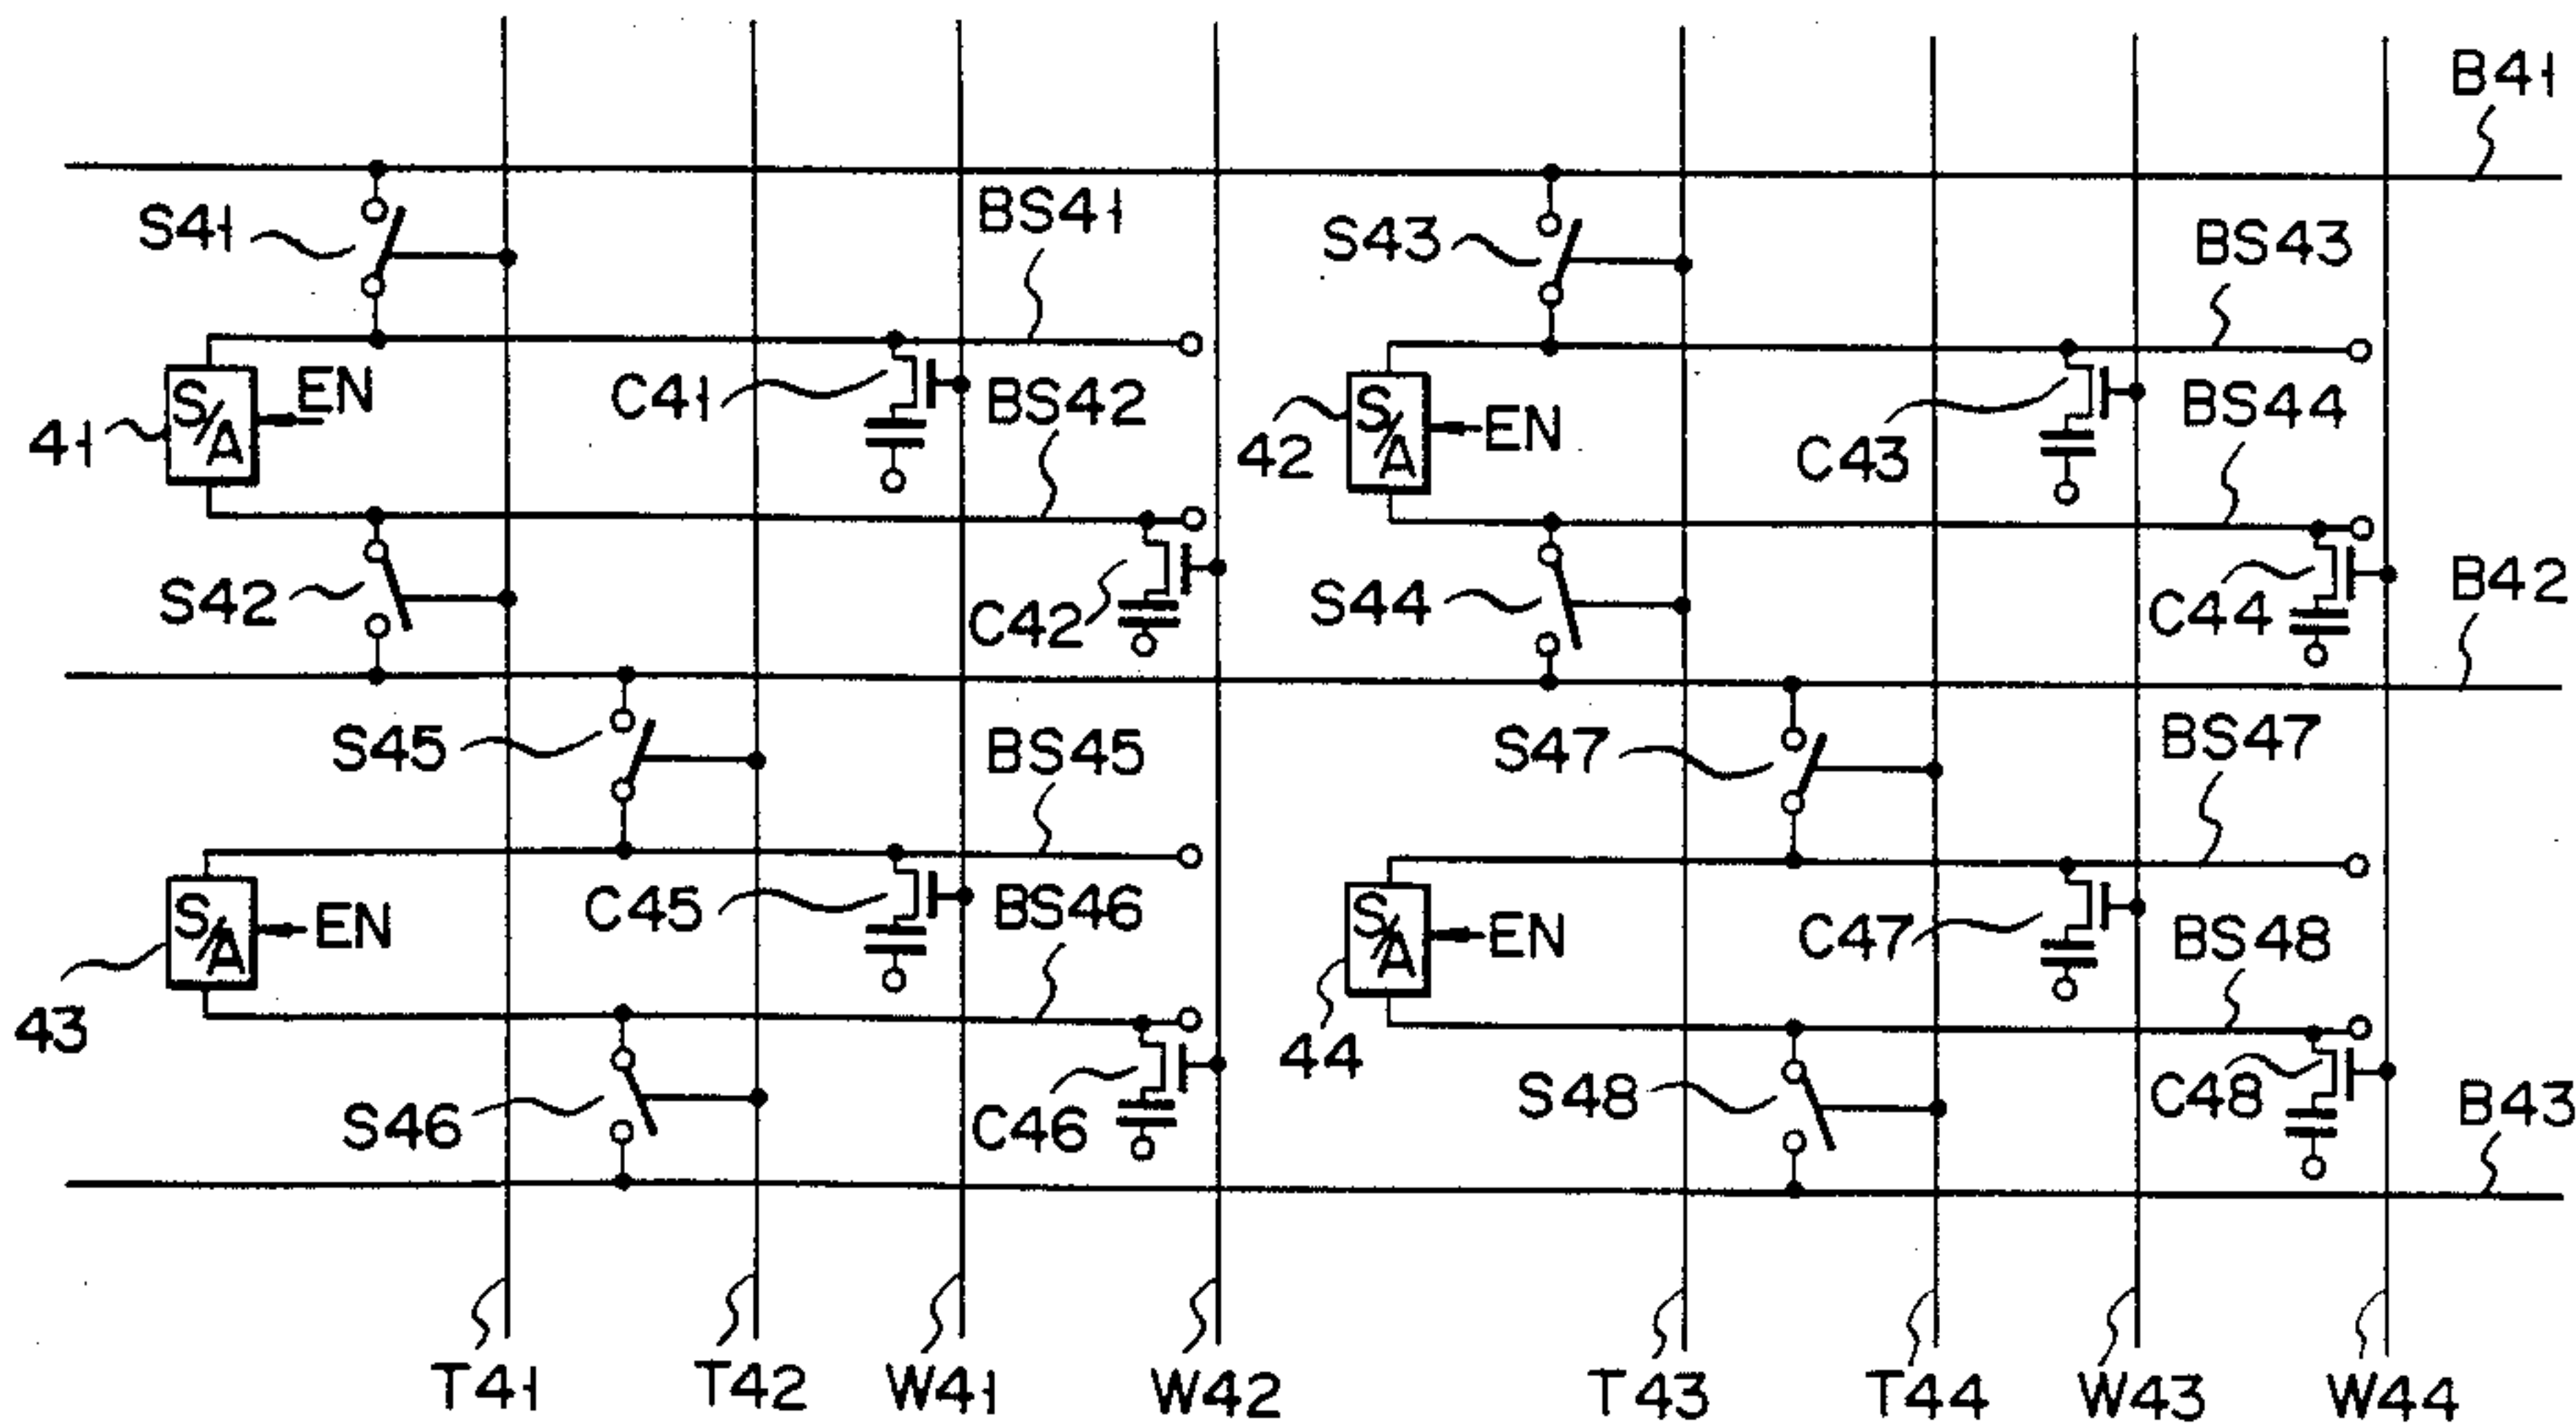 B41
S41
BS41
S43
BS43
41
S/A
EN
C41
BS42
42
S/A
EN
C43
BS44
S42
C42
S44
C44
B42
S45
BS45
S47
BS47
43
S/A
EN
C45
BS46
44
S/A
EN
C47
BS48
S46
C46
S48
C48
B43
T41
T42
W41
W42
T43
T44
W43
W44